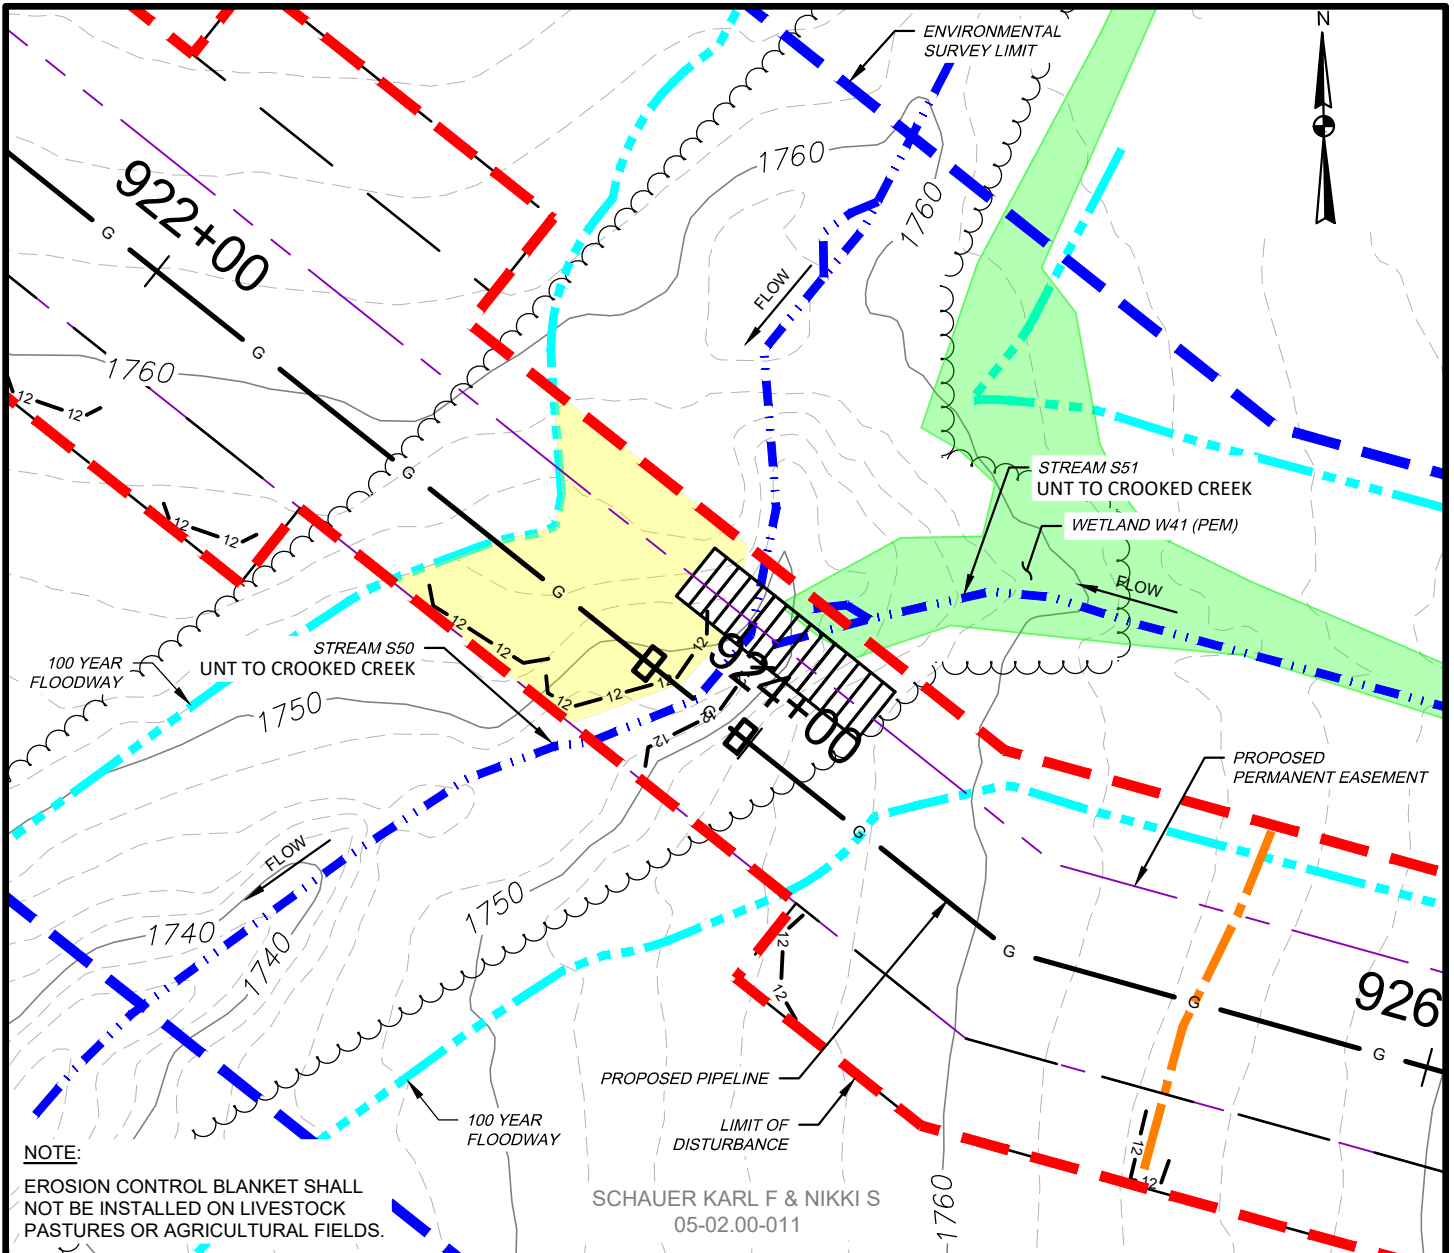 ENVIRONMENTAL
SURVEY LIMIT
N
1760
1760
922+00
G
FLOW
G
1760
12
12
G
STREAM S51
UNT TO CROOKED CREEK
WETLAND W41 (PEM)
12
12
FLOW
G
12
12
STREAM S50
UNT TO CROOKED CREEK
100 YEAR
FLOODWAY
12
12
12
12
924+00
1750
G
12
12
PROPOSED
PERMANENT EASEMENT
G
FLOW
1750
1740
1740
12
12
G
G
926
G
PROPOSED PIPELINE
LIMIT OF
DISTURBANCE
100 YEAR
FLOODWAY
12
12
1760
NOTE:
EROSION CONTROL BLANKET SHALL
NOT BE INSTALLED ON LIVESTOCK
PASTURES OR AGRICULTURAL FIELDS.
SCHAUER KARL F & NIKKI S
05-02.00-011